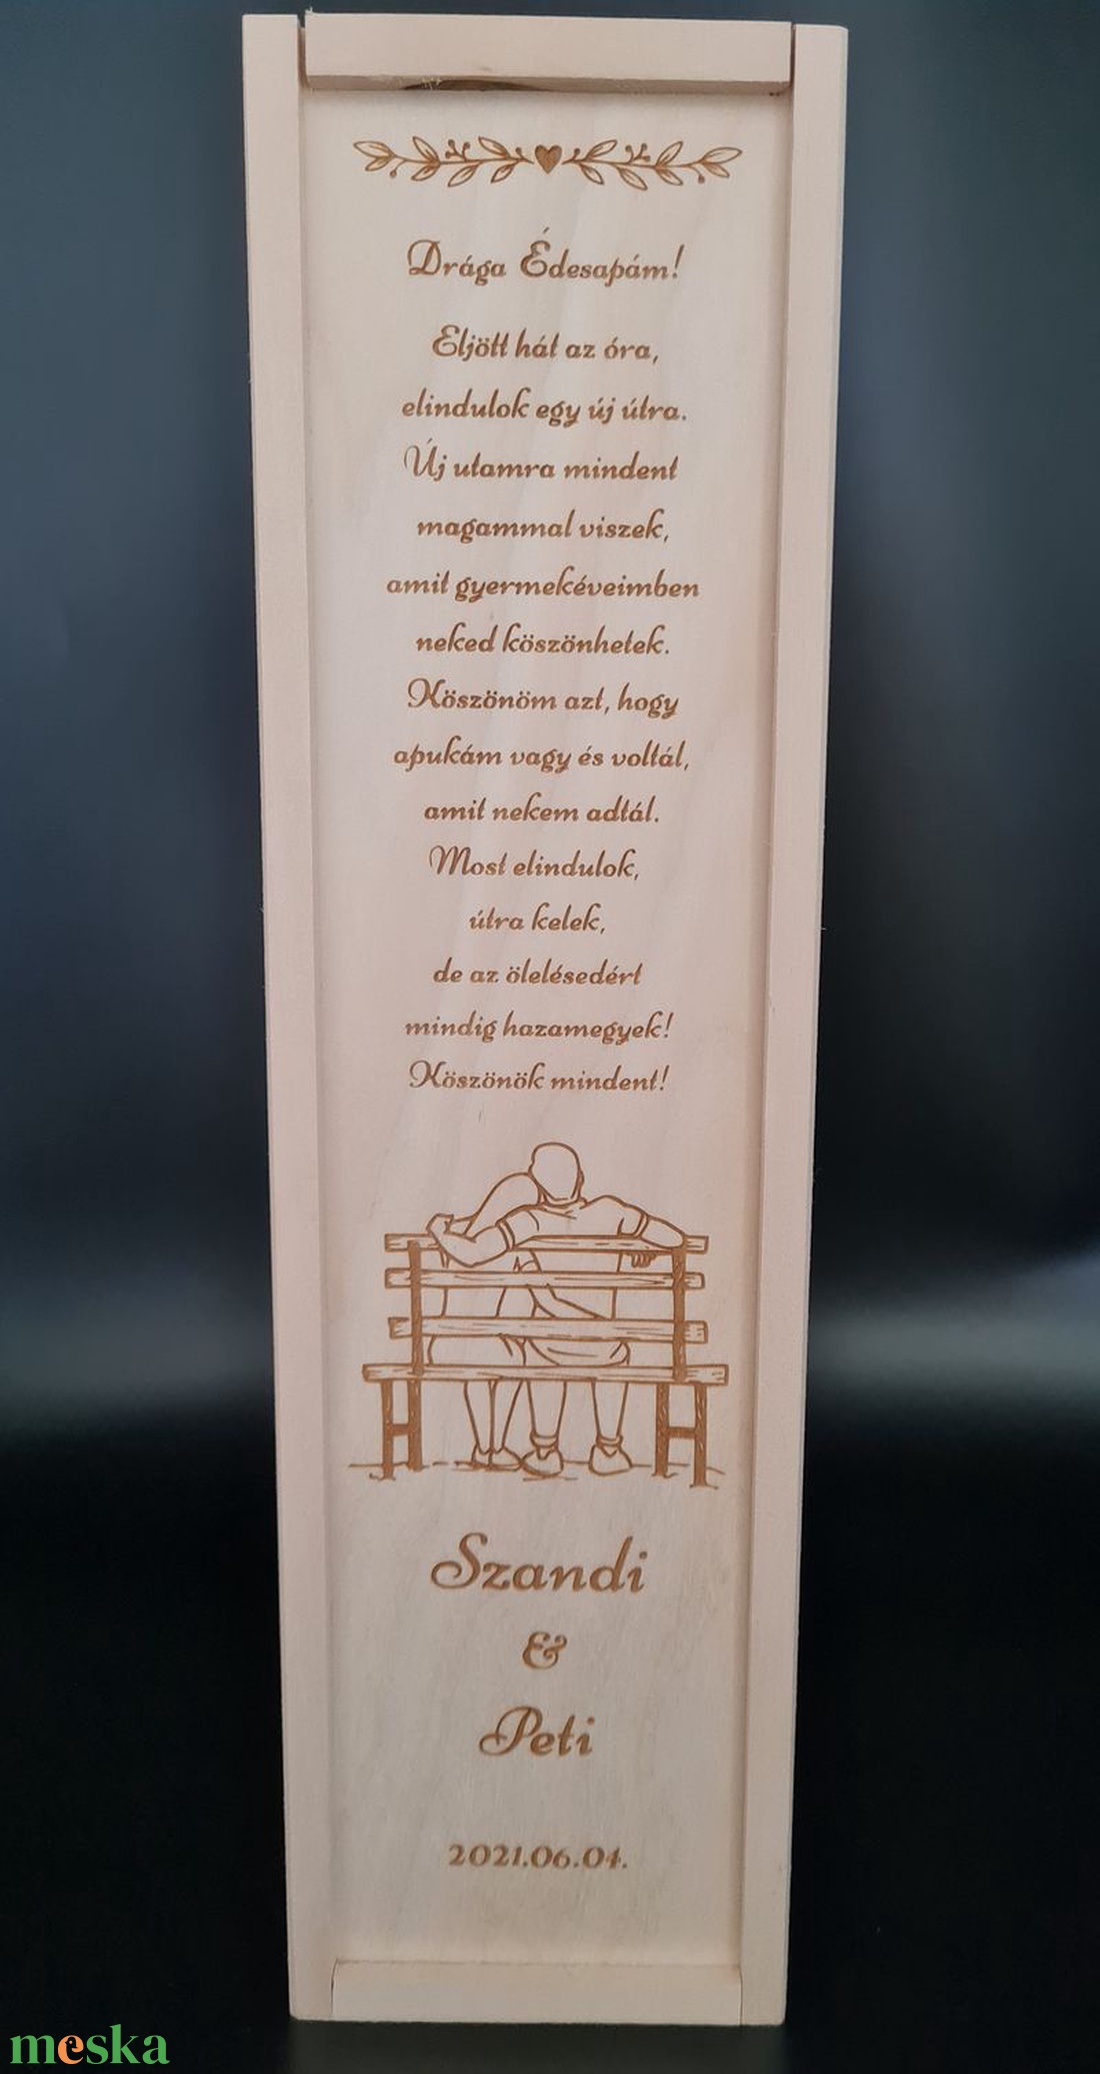 Drága Édesapám!
Eljött hát az óra,
elindulok egy új útra.
Új utamra mindent
magammal viszek,
amit gyermekéveimben
neked köszönhetek.
Köszönöm azt, hogy
apukám vagy és voltál,
amit nekem adtál.
Most elindulok,
útra kelek,
de az ölelésedért
mindig hazamegyek!
Köszönök mindent!
Szandi
&
Peti
2021.06.04.
meska